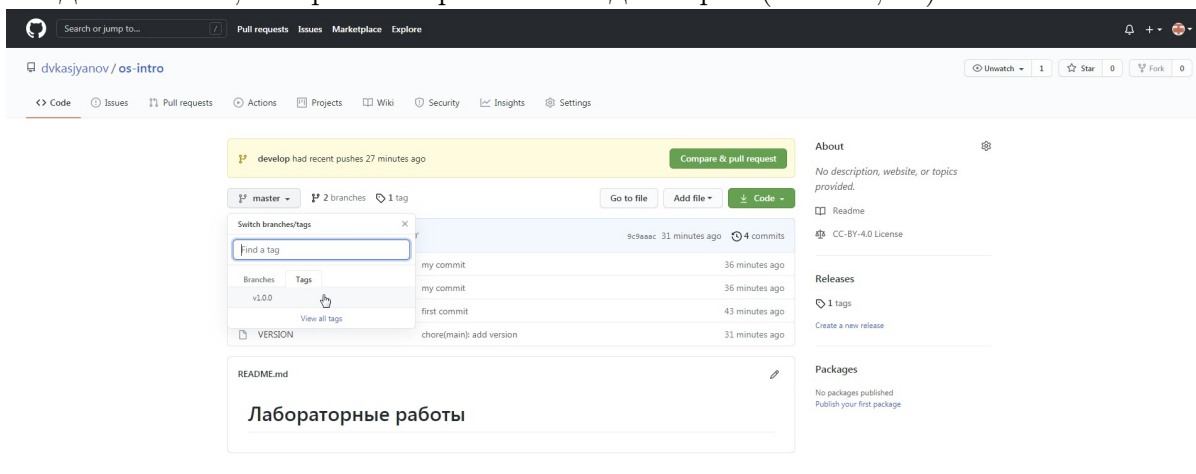 Search or jump to... /
Pull requests Issues Marketplace Explore
dvkasjyanov / os-intro
Unwatch 1 Star 0 Fork 0
Code Issues Pull requests Actions Projects Wiki Security Insights Settings
develop had recent pushes 27 minutes ago
Compare & pull request
master 2 branches 1 tag
Go to file Add file Code
Switch branches/tags
Find a tag
Branches Tags
v1.0.0
View all tags
9c9aaac 31 minutes ago 4 commits
my commit 36 minutes ago
my commit 36 minutes ago
first commit 43 minutes ago
VERSION chore(main): add version 31 minutes ago
README.md
Лабораторные работы
About
No description, website, or topics
provided.
Readme
CC-BY-4.0 License
Releases
1 tags
Create a new release
Packages
No packages published
Publish your first package